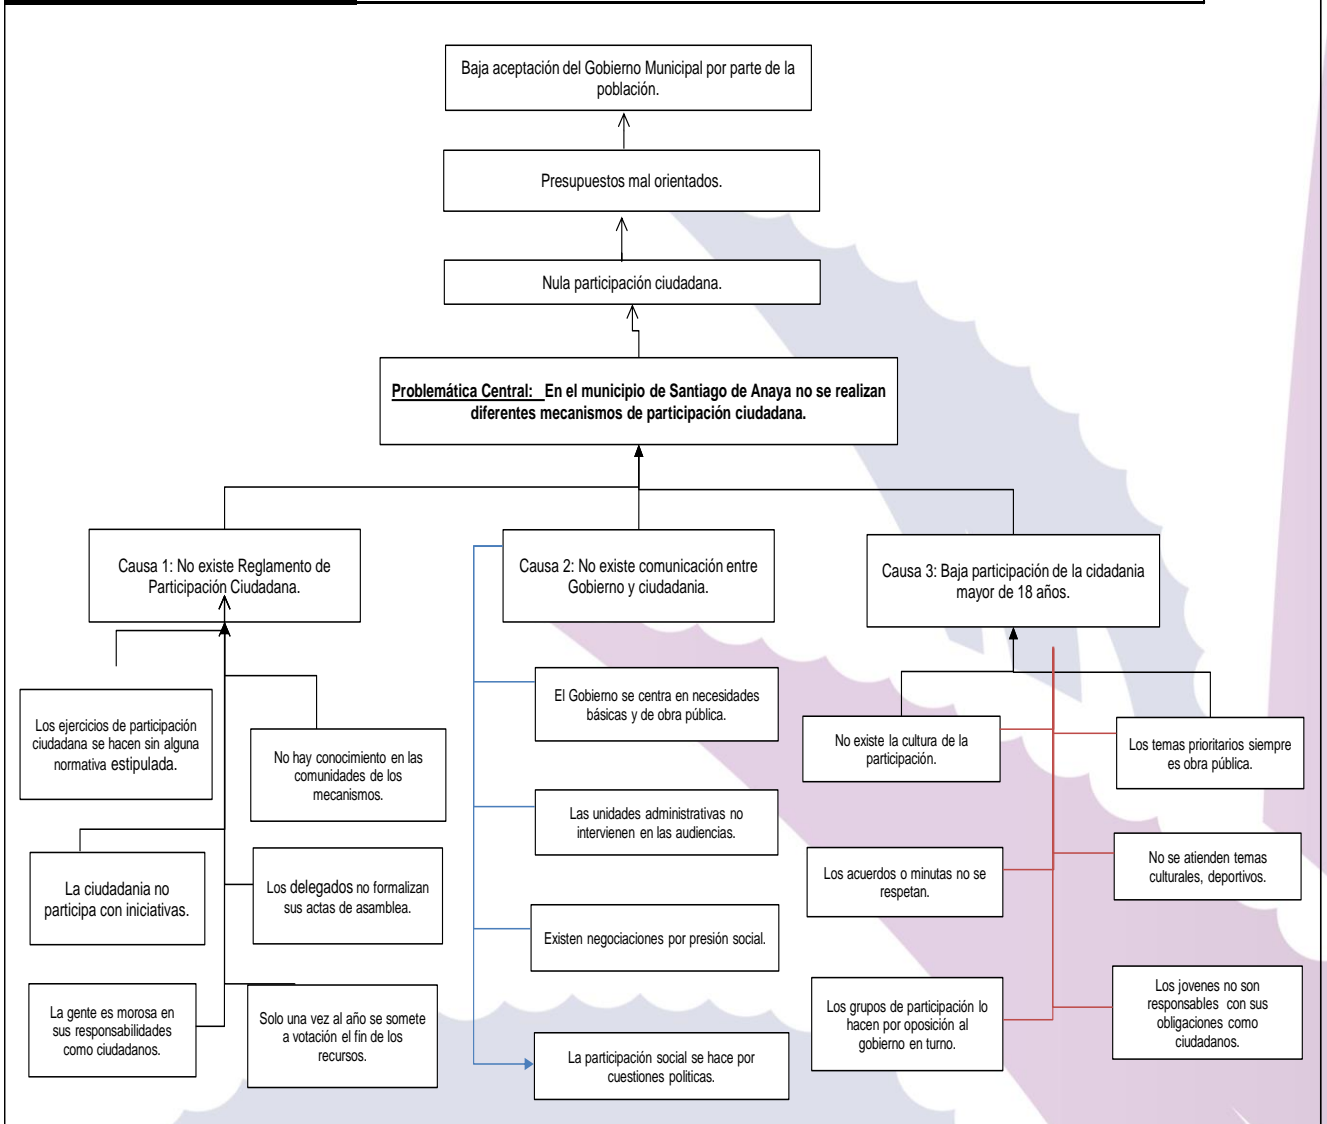 Baja aceptación del Gobierno Municipal por parte de la
población.
Presupuestos mal orientados.
Nula participación ciudadana.
Problemática Central: En el municipio de Santiago de Anaya no se realizan
diferentes mecanismos de participación ciudadana.
Causa 1: No existe Reglamento de
Participación Ciudadana.
Causa 2: No existe comunicación entre
Gobierno y ciudadania.
Causa 3: Baja participación de la cidadania
mayor de 18 años.
Los ejercicios de participación
ciudadana se hacen sin alguna
normativa estipulada.
No hay conocimiento en las
comunidades de los
mecanismos.
La ciudadania no
participa con iniciativas.
Los delegados no formalizan
sus actas de asamblea.
La gente es morosa en
sus responsabilidades
como ciudadanos.
Solo una vez al año se somete
a votación el fin de los
recursos.
El Gobierno se centra en necesidades
básicas y de obra pública.
Las unidades administrativas no
intervienen en las audiencias.
Existen negociaciones por presión social.
La participación social se hace por
cuestiones politicas.
No existe la cultura de la
participación.
Los temas prioritarios siempre
es obra pública.
Los acuerdos o minutas no se
respetan.
No se atienden temas
culturales, deportivos.
Los grupos de participación lo
hacen por oposición al
gobierno en turno.
Los jovenes no son
responsables con sus
obligaciones como
ciudadanos.